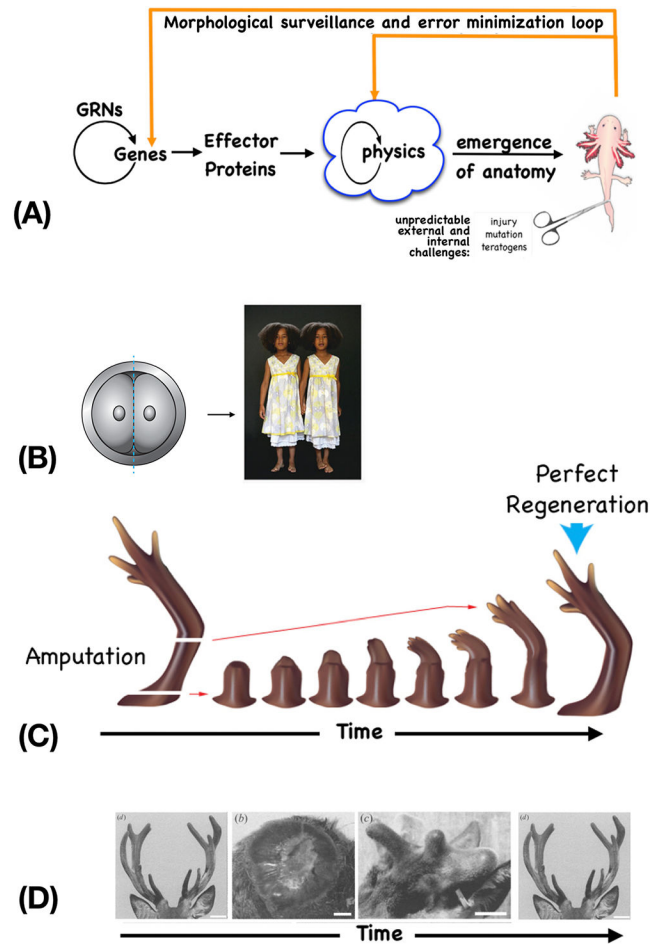 Morphological surveillance and error minimization loop
GRNs
Genes
Effector
Proteins
physics
emergence
of anatomy
(A)
unpredictable
external and
internal
challenges:
injury
mutation
teratogens
(B)
Perfect
Regeneration
Amputation
(C)
Time
(d)
(b)
(c)
(d)
(D)
Time